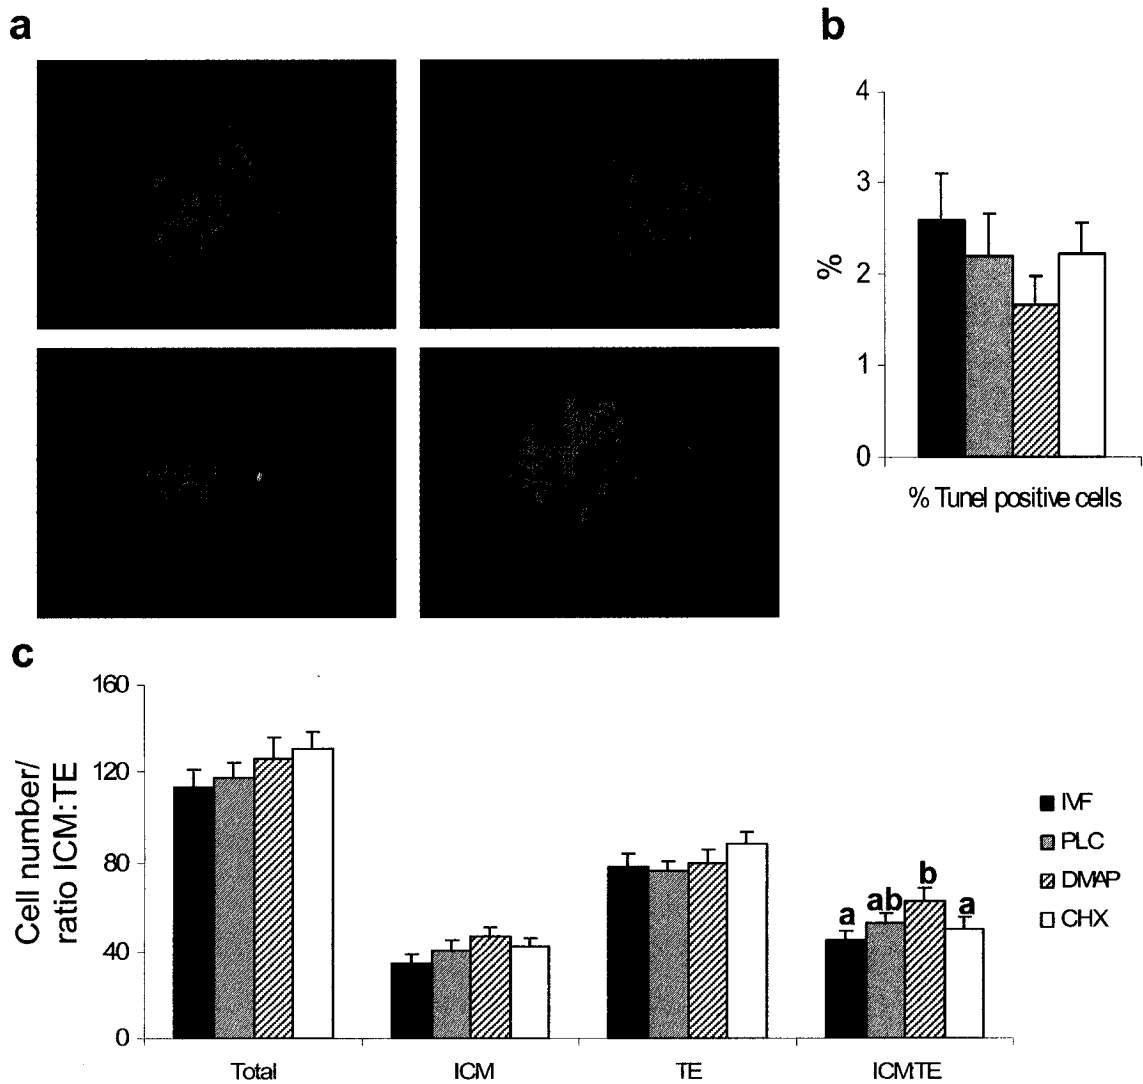 a
b
4
3
2
1
0
%
% Tunel positive cells
c
Cell number/
ratio ICM:TE
160
120
80
40
0
a
ab
b
a
Total
ICM
TE
ICMTE
IVF
PLC
DMAP
CHX